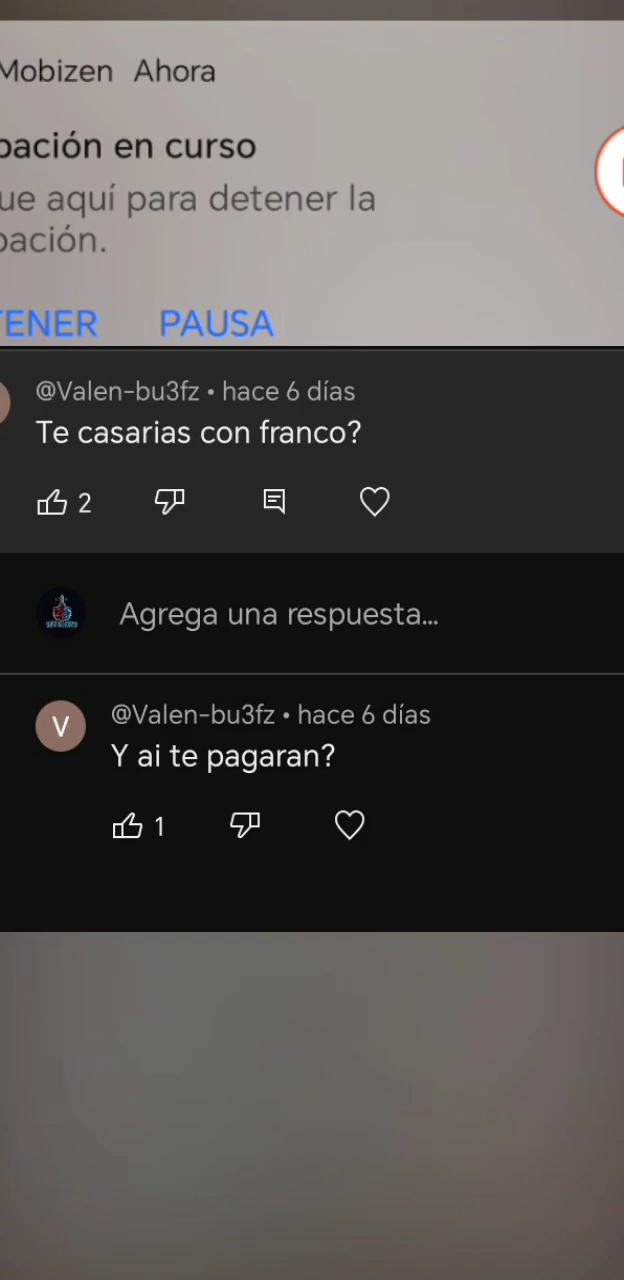 Mobizen Ahora
pación en curso
ue aquí para detener la
pación.
TENER PAUSA
@Valen-bu3fz • hace 6 días
Te casarias con franco?
2
Agrega una respuesta...
@Valen-bu3fz • hace 6 días
V
Y ai te pagaran?
1